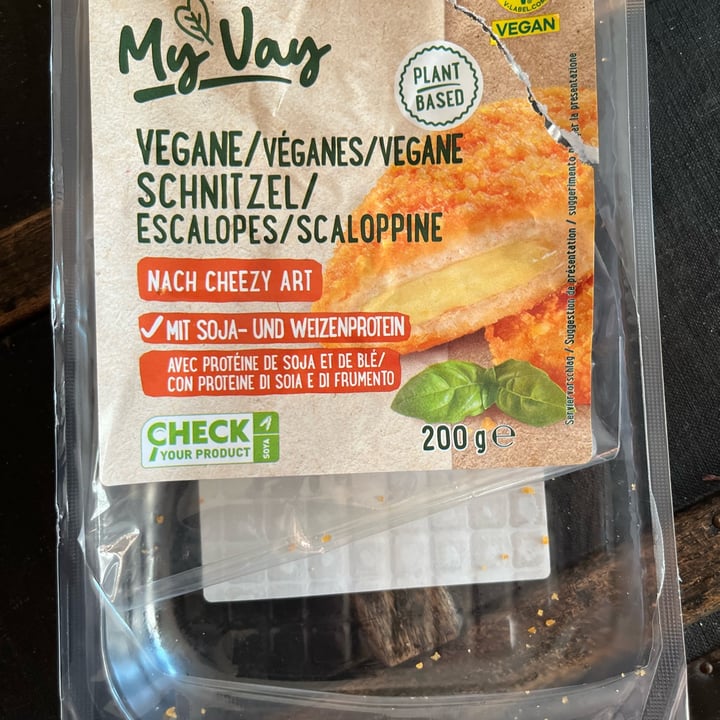 My Vay
V-LABEL.COM
VEGAN
PLANT
BASED
VEGANE/VÉGANES/VEGANE
SCHNITZEL/
ESCALOPES/SCALOPPINE
NACH CHEEZY ART
MIT SOJA- UND WEIZENPROTEIN
AVEC PROTÉINE DE SOJA ET DE BLÉ/
CON PROTEINE DI SOIA E DI FRUMENTO
CHECK
YOUR PRODUCT
SOYA
200 g e
Serviervorschlag / Suggestion de présentation / suggerimento per la presentazione